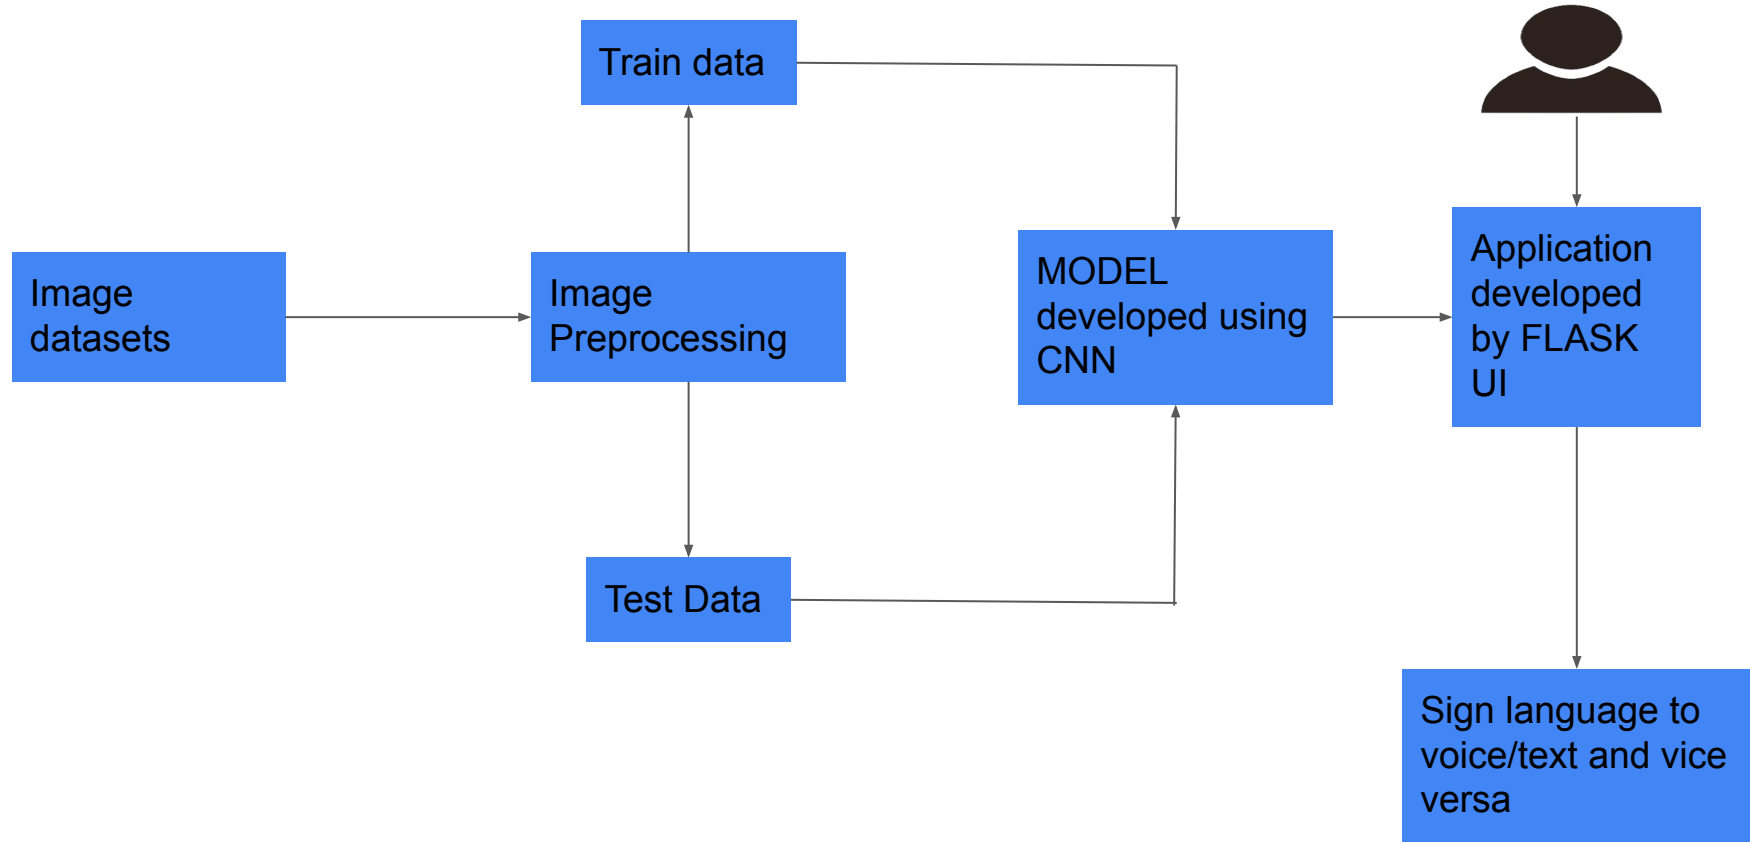 Train data
Image
datasets
Image
Preprocessing
MODEL
developed using
CNN
Application
developed
by FLASK
UI
Test Data
Sign language to
voice/text and vice
versa